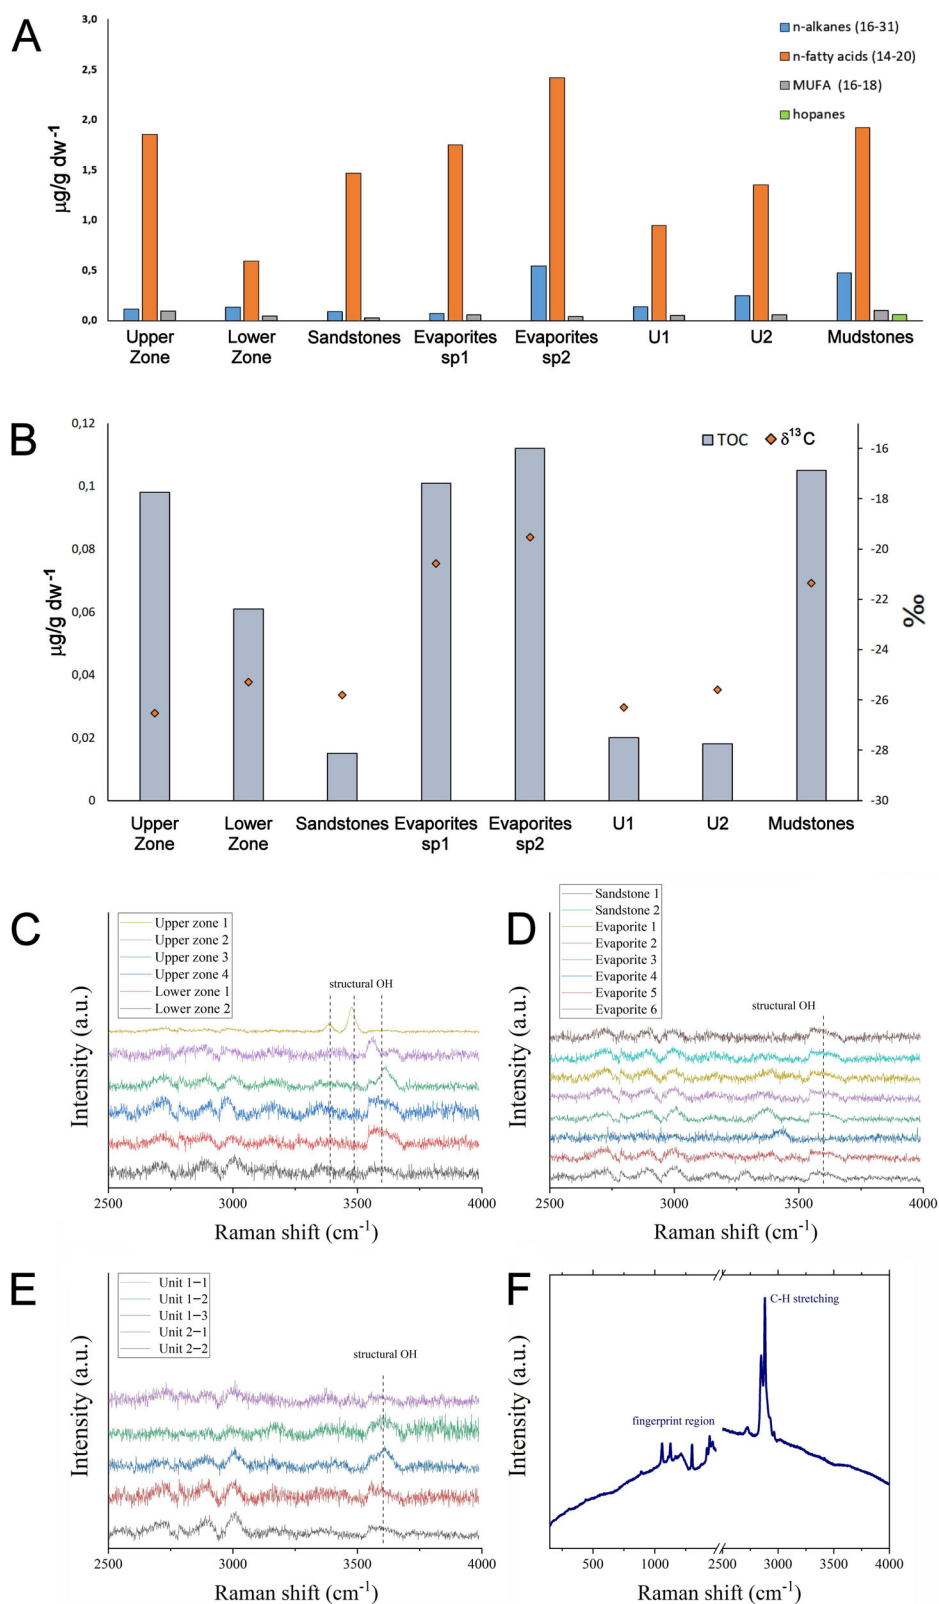 A
3,0
2,5
2,0
1,5
1,0
0,5
0,0
µg/g dw⁻¹
n-alkanes (16-31)
n-fatty acids (14-20)
MUFA (16-18)
hopanes
Upper Zone
Lower Zone
Sandstones
Evaporites sp1
Evaporites sp2
U1
U2
Mudstones
B
0,12
0,1
0,08
0,06
0,04
0,02
0
µg/g dw⁻¹
TOC
δ¹³C
-16
-18
-20
-22
-24
-26
-28
-30
‰
Upper Zone
Lower Zone
Sandstones
Evaporites sp1
Evaporites sp2
U1
U2
Mudstones
C
Upper zone 1
Upper zone 2
Upper zone 3
Upper zone 4
Lower zone 1
Lower zone 2
structural OH
Intensity (a.u.)
2500 3000 3500 4000
Raman shift (cm⁻¹)
D
Sandstone 1
Sandstone 2
Evaporite 1
Evaporite 2
Evaporite 3
Evaporite 4
Evaporite 5
Evaporite 6
structural OH
Intensity (a.u.)
2500 3000 3500 4000
Raman shift (cm⁻¹)
E
Unit 1−1
Unit 1−2
Unit 1−3
Unit 2−1
Unit 2−2
structural OH
Intensity (a.u.)
2500 3000 3500 4000
Raman shift (cm⁻¹)
F
C-H stretching
fingerprint region
Intensity (a.u.)
500 1000 2500 3000 3500 4000
Raman shift (cm⁻¹)